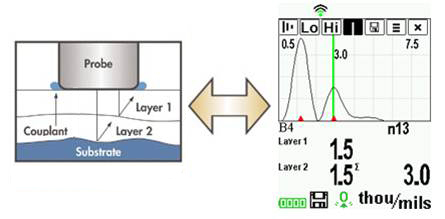 Probe
Layer 1
Couplant
Layer 2
Substrate
Lo Hi
0.5 3.0 7.5
B4 n13
Layer 1 1.5
Layer 2 1.5 Σ 3.0
thou/mils